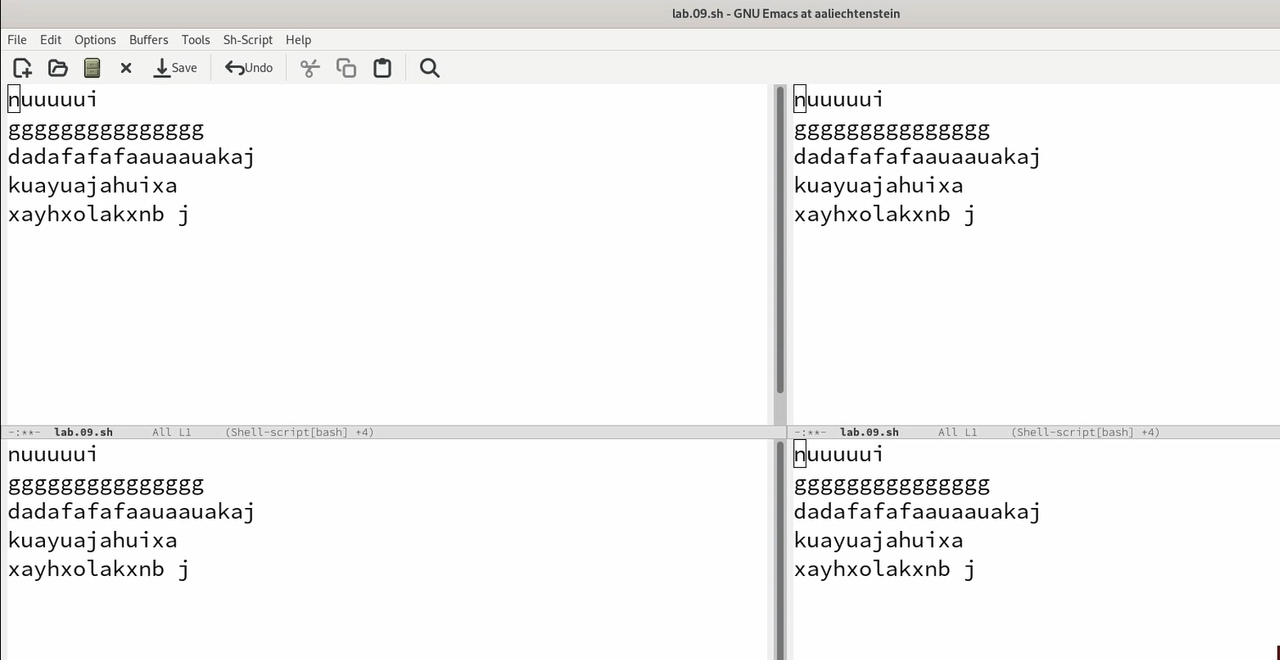 lab.09.sh - GNU Emacs at aaliechtenstein
File Edit Options Buffers Tools Sh-Script Help
Save Undo
nuuuuui
ggggggggggggggg
dadafafafaauaauakaj
kuayuajahuixa
xayhxolakxnb j
-:**- lab.09.sh All L1 (Shell-script[bash] +4)
nuuuuui
ggggggggggggggg
dadafafafaauaauakaj
kuayuajahuixa
xayhxolakxnb j
-:**- lab.09.sh All L1 (Shell-script[bash] +4)
nuuuuui
ggggggggggggggg
dadafafafaauaauakaj
kuayuajahuixa
xayhxolakxnb j
nuuuuui
ggggggggggggggg
dadafafafaauaauakaj
kuayuajahuixa
xayhxolakxnb j